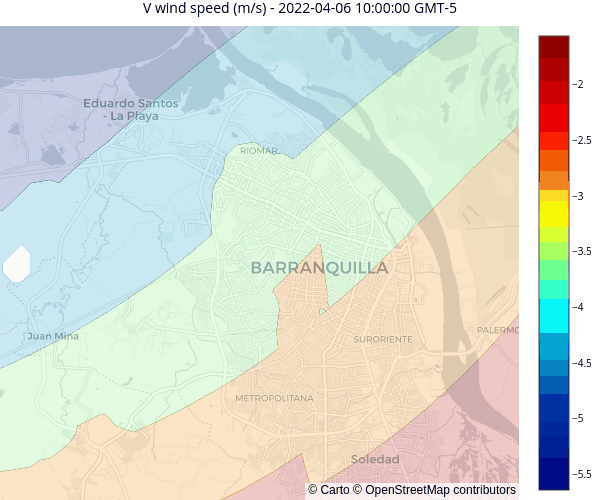 V wind speed (m/s) - 2022-04-06 10:00:00 GMT-5
Eduardo Santos
- La Playa
RIOMAR
BARRANQUILLA
Juan Mina
SURORIENTE
PALERMO
METROPOLITANA
Soledad
−2
−2.5
−3
−3.5
−4
−4.5
−5
−5.5
© Carto © OpenStreetMap contributors